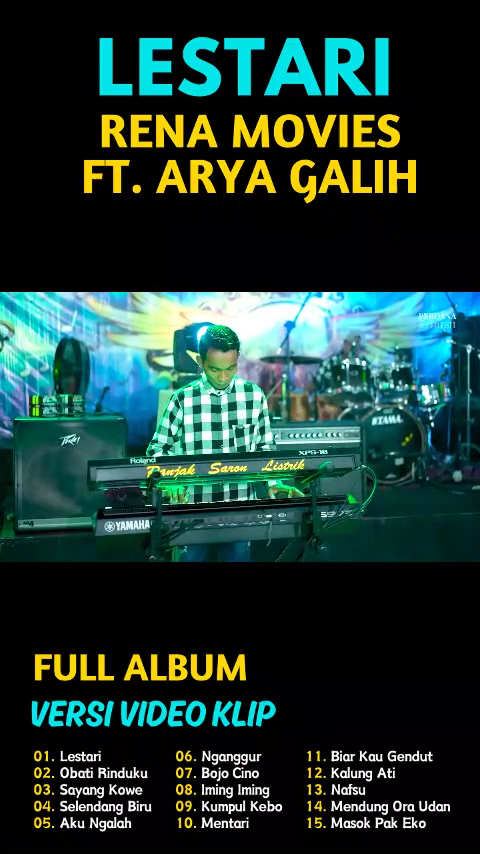 LESTARI
RENA MOVIES
FT. ARYA GALIH
PERDANA
PEAVEY
TAMA
Roland
XPS-10
Panjak Saron Listrik
YAMAHA
FULL ALBUM
VERSI VIDEO KLIP
01. Lestari
02. Obati Rinduku
03. Sayang Kowe
04. Selendang Biru
05. Aku Ngalah
06. Nganggur
07. Bojo Cino
08. Iming Iming
09. Kumpul Kebo
10. Mentari
11. Biar Kau Gendut
12. Kalung Ati
13. Nafsu
14. Mendung Ora Udan
15. Masok Pak Eko